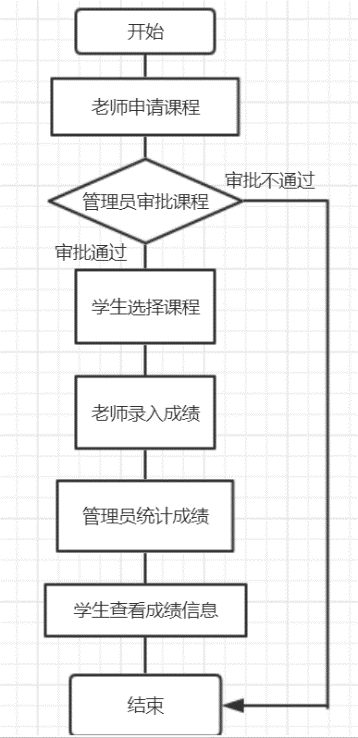 开始
老师申请课程
审批不通过
管理员审批课程
审批通过
学生选择课程
老师录入成绩
管理员统计成绩
学生查看成绩信息
结束